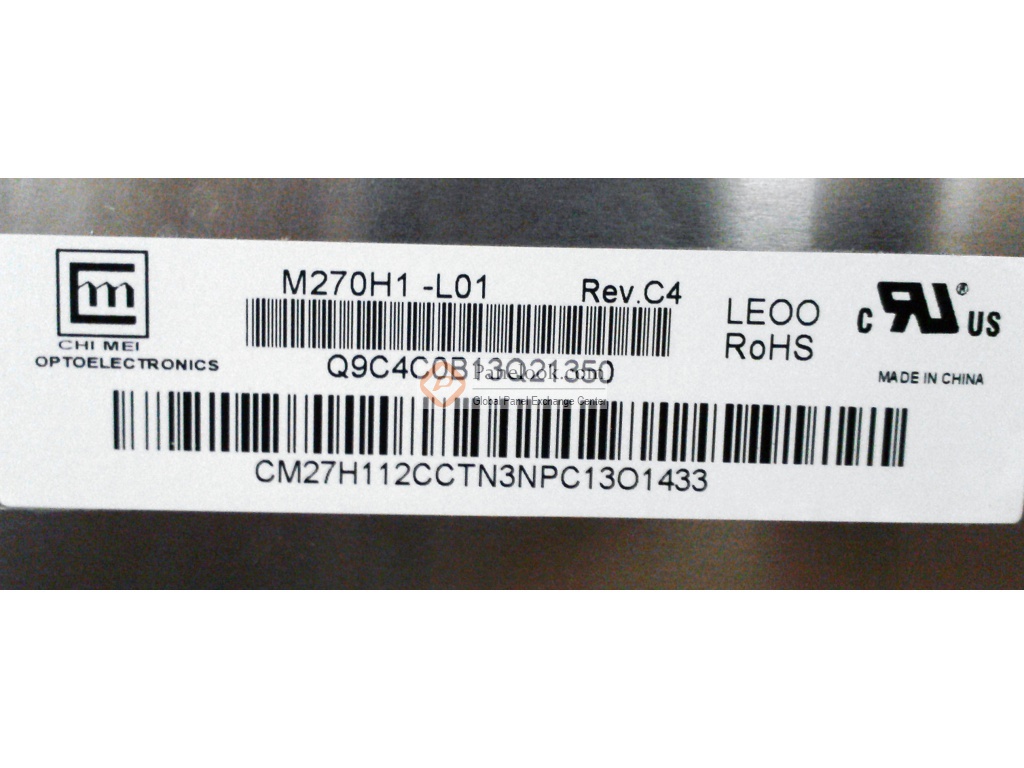 M270H1 -L01 Rev.C4
CHI MEI
OPTOELECTRONICS
LEOO
RoHS
c RU ® US
MADE IN CHINA
Q9C4C0B13Q21350
Panelook.com
Global Panel Exchange Center
CM27H112CCTN3NPC13O1433